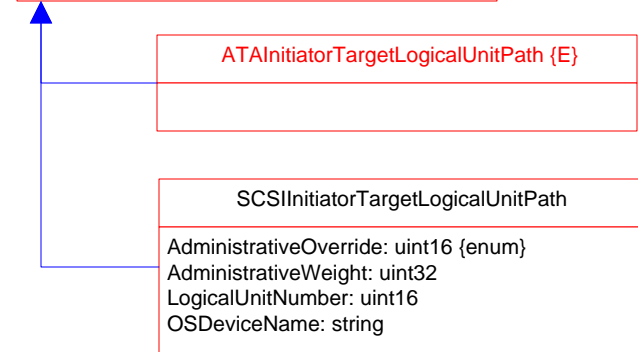 ATAInitiatorTargetLogicalUnitPath {E}
SCSIInitiatorTargetLogicalUnitPath
AdministrativeOverride: uint16 {enum}
AdministrativeWeight: uint32
LogicalUnitNumber: uint16
OSDeviceName: string